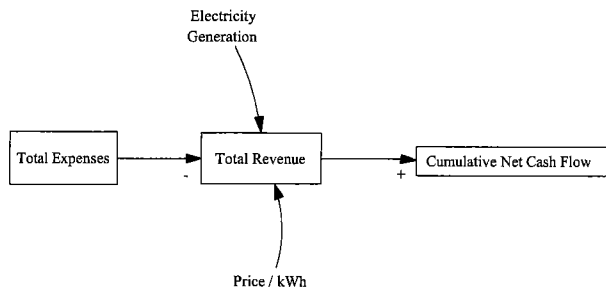 Electricity
Generation
Total Expenses
-
Total Revenue
+
Cumulative Net Cash Flow
Price / kWh